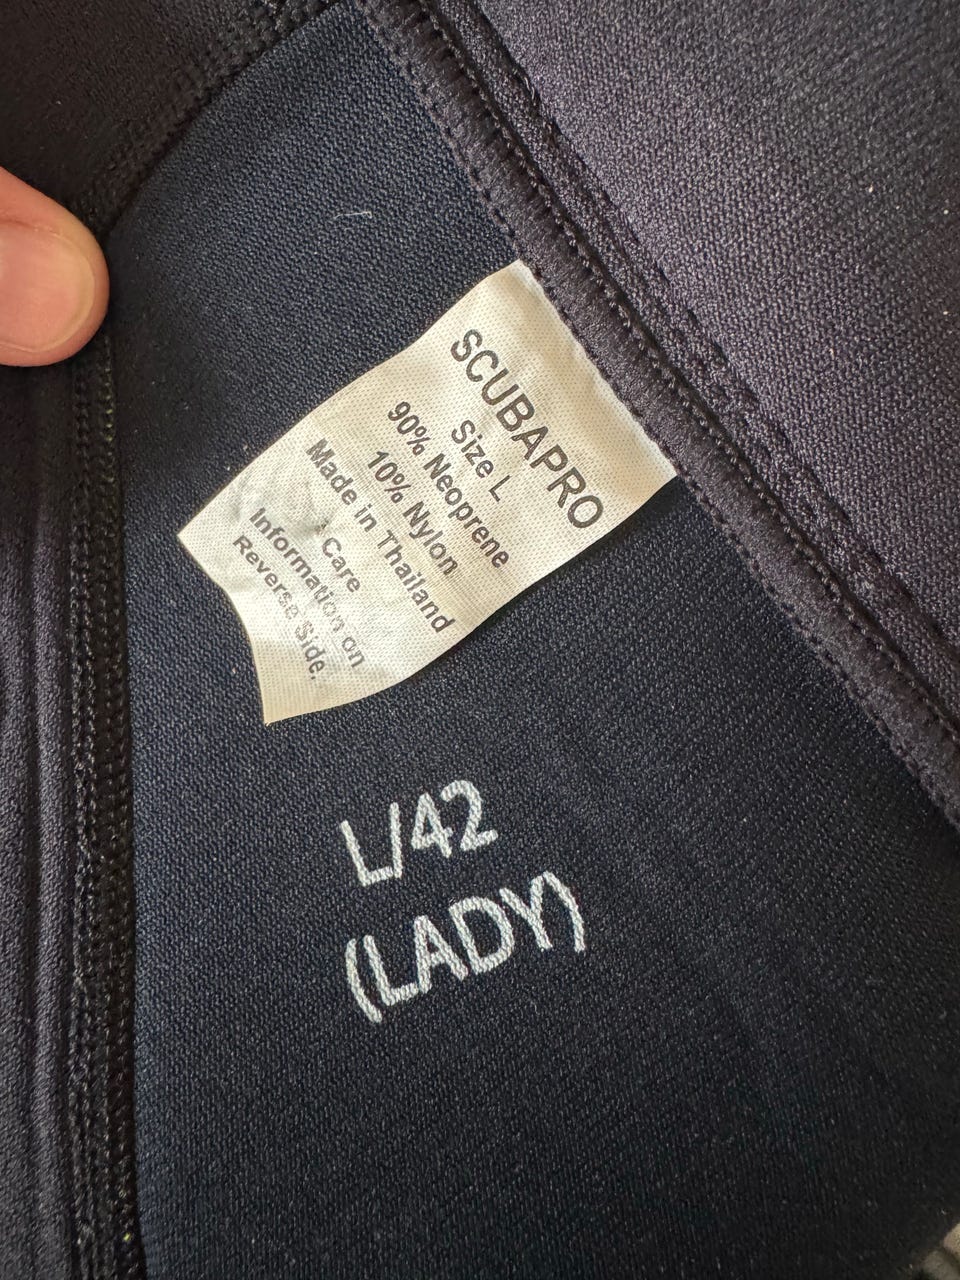 SCUBAPRO
Size L
90% Neoprene
10% Nylon
Made in Thailand
Care
Information on
Reverse Side.
L/42
(LADY)